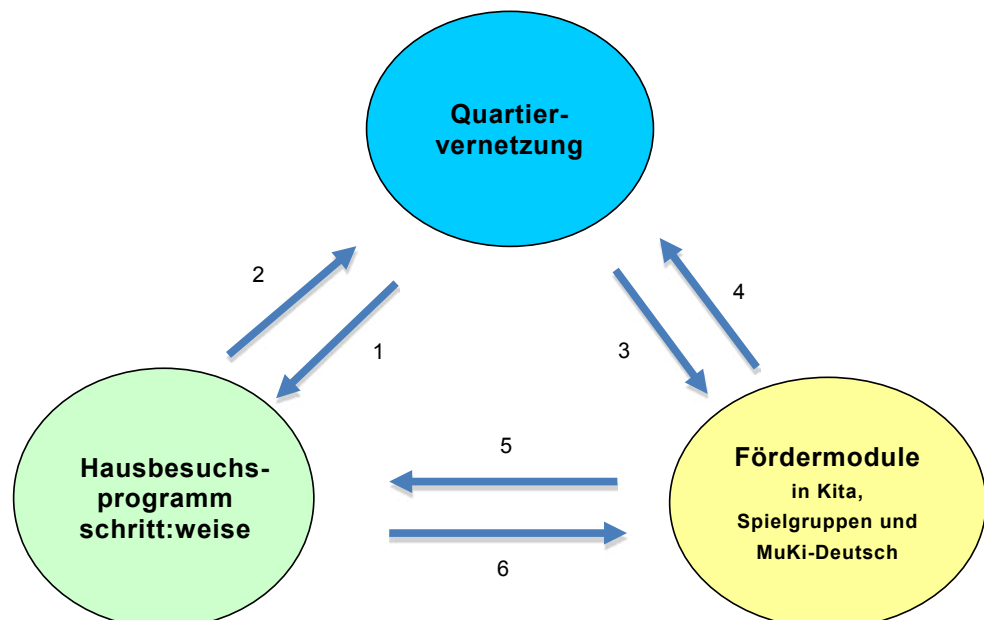 Quartier-
vernetzung
2
1
3
4
Hausbesuchs-
programm
schritt:weise
5
6
Fördermodule
in Kita,
Spielgruppen und
MuKi-Deutsch